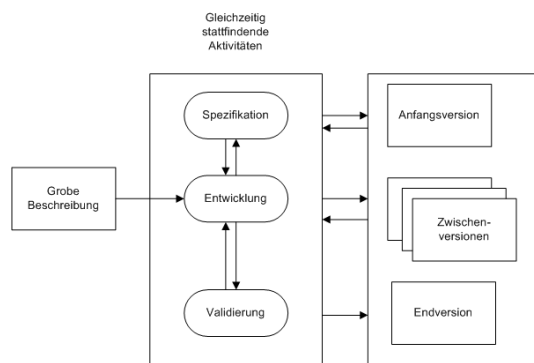 Gleichzeitig
stattfindende
Aktivitäten
Spezifikation
Anfangsversion
Grobe
Beschreibung
Entwicklung
Zwischen-
versionen
Validierung
Endversion